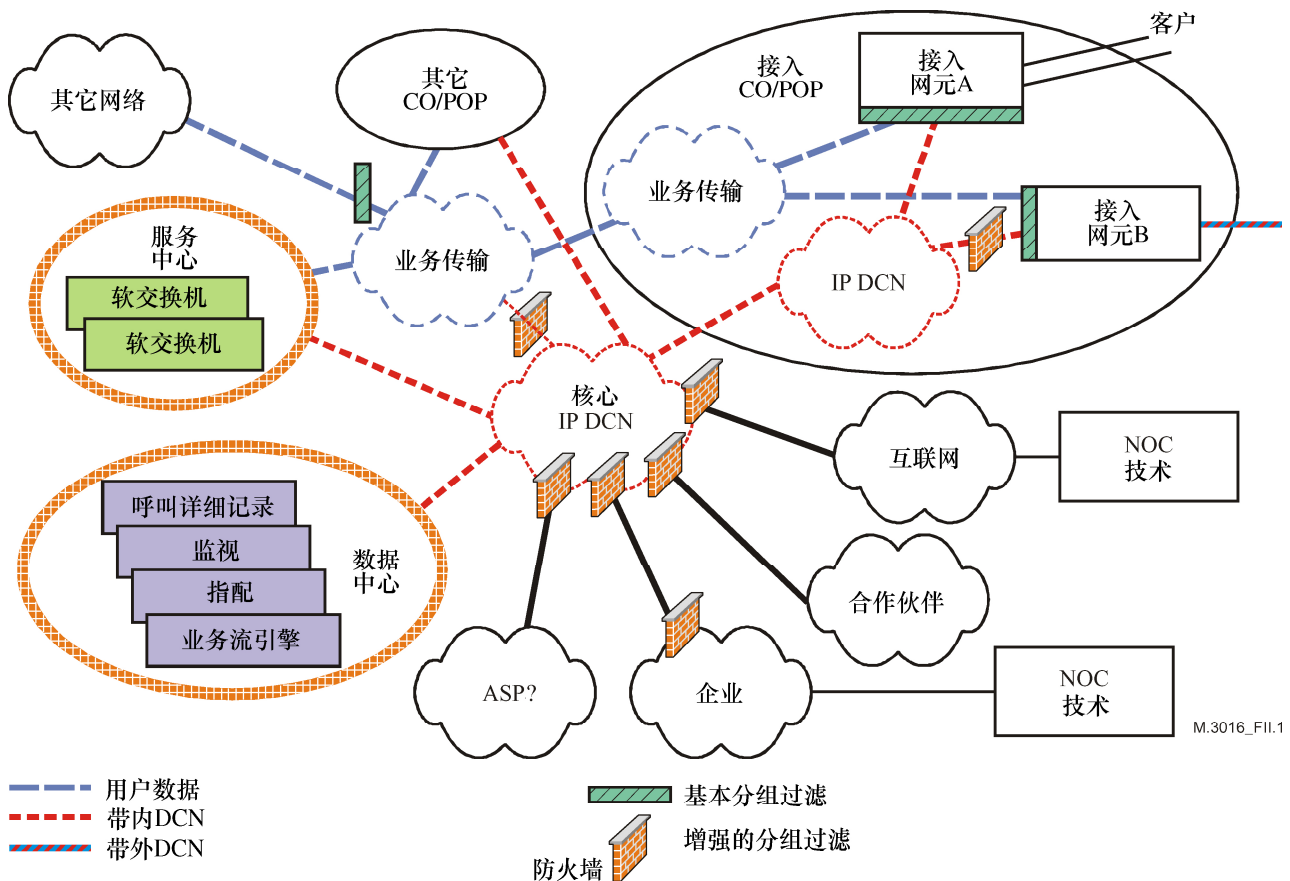 其它网络
其它
CO/POP
接入
CO/POP
接入
网元A
客户
业务传输
接入
网元B
IP DCN
服务
中心
软交换机
软交换机
业务传输
核心
IP DCN
互联网
NOC
技术
呼叫详细记录
监视
指配
业务流引擎
数据
中心
合作伙伴
ASP?
企业
NOC
技术
M.3016_FII.1
用户数据
带内DCN
带外DCN
基本分组过滤
增强的分组过滤
防火墙